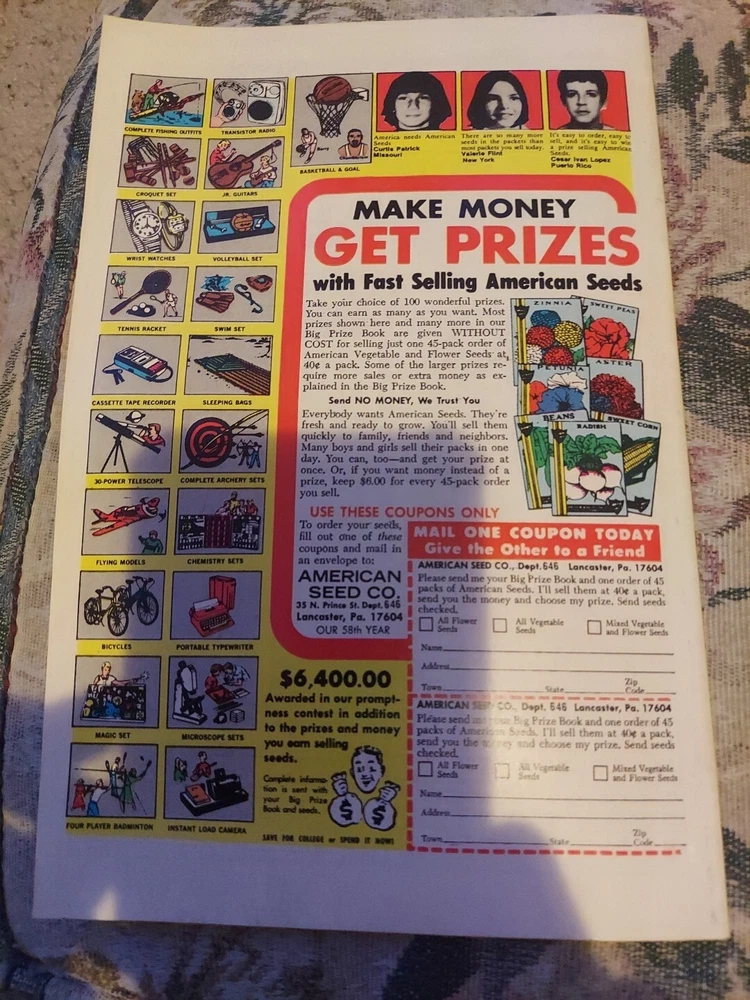 COMPLETE FISHING OUTFITS
TRANSISTOR RADIO
BASKETBALL & GOAL
America needs American
Seeds
Curtis Patrick
Missouri
There are so many more
seeds in the packets than
most packets you sell today.
Valerie Flint
New York
It's easy to order, easy to
sell, and it's easy to win
a prize selling American
Seeds.
Cesar Ivan Lopez
Puerto Rico
CROQUET SET
JR. GUITARS
WRIST WATCHES
VOLLEYBALL SET
TENNIS RACKET
SWIM SET
CASSETTE TAPE RECORDER
SLEEPING BAGS
30-POWER TELESCOPE
COMPLETE ARCHERY SETS
FLYING MODELS
CHEMISTRY SETS
BICYCLES
PORTABLE TYPEWRITER
MAGIC SET
MICROSCOPE SETS
FOUR PLAYER BADMINTON
INSTANT LOAD CAMERA
MAKE MONEY
GET PRIZES
with Fast Selling American Seeds
Take your choice of 100 wonderful prizes.
You can earn as many as you want. Most
prizes shown here and many more in our
Big Prize Book are given WITHOUT
COST for selling just one 45-pack order of
American Vegetable and Flower Seeds at
40¢ a pack. Some of the larger prizes re-
quire more sales or extra money as ex-
plained in the Big Prize Book.
Send NO MONEY, We Trust You
Everybody wants American Seeds. They're
fresh and ready to grow. You'll sell them
quickly to family, friends and neighbors.
Many boys and girls sell their packs in one
day. You can, too—and get your prize at
once. Or, if you want money instead of a
prize, keep $6.00 for every 45-pack order
you sell.
ZINNIA
SWEET PEAS
PETUNIA
ASTER
BEANS
RADISH
SWEET CORN
USE THESE COUPONS ONLY
To order your seeds,
fill out one of these
coupons and mail in
an envelope to:
AMERICAN
SEED CO.
35 N. Prince St. Dept. 646
Lancaster, Pa. 17604
OUR 58th YEAR
MAIL ONE COUPON TODAY
Give the Other to a Friend
AMERICAN SEED CO., Dept. 646 Lancaster, Pa. 17604
Please send me your Big Prize Book and one order of 45
packs of American Seeds. I'll sell them at 40¢ a pack,
send you the money and choose my prize. Send seeds
checked.
All Flower
Seeds
All Vegetable
Seeds
Mixed Vegetable
and Flower Seeds
Name
Address
Town State Zip Code
AMERICAN SEED CO., Dept. 646 Lancaster, Pa. 17604
Please send me your Big Prize Book and one order of 45
packs of American Seeds. I'll sell them at 40¢ a pack,
send you the money and choose my prize. Send seeds
checked.
All Flower
Seeds
All Vegetable
Seeds
Mixed Vegetable
and Flower Seeds
Name
Address
Town State Zip Code
$6,400.00
Awarded in our prompt-
ness contest in addition
to the prizes and money
you earn selling
seeds.
Complete informa-
tion is sent with
your Big Prize
Book and seeds.
$ $
SAVE FOR COLLEGE or SPEND IT NOW!